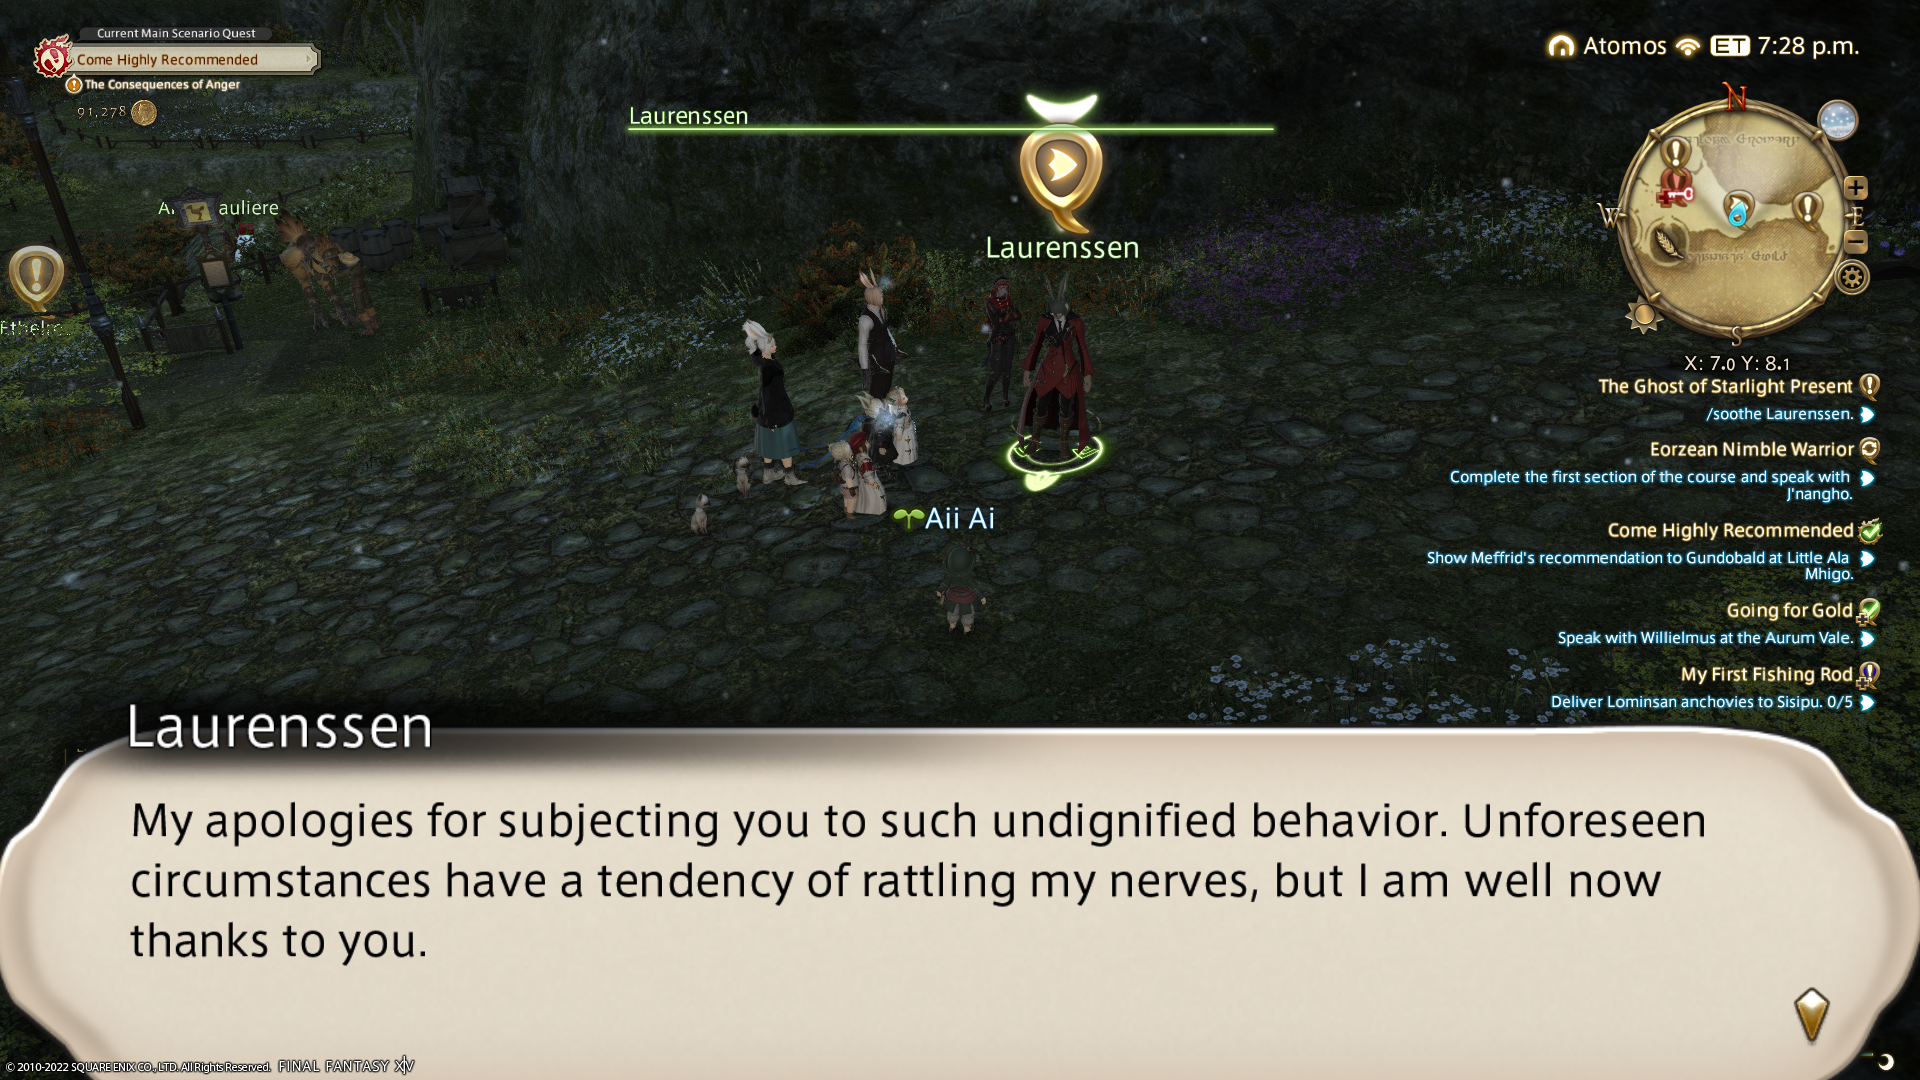 Current Main Scenario Quest
Come Highly Recommended
The Consequences of Anger
91,278
Atomos ET 7:28 p.m.
Laurenssen
Laurenssen
auliere
N
W
E
S
X: 7.0 Y: 8.1
The Ghost of Starlight Present
/soothe Laurenssen.
Eorzean Nimble Warrior
Complete the first section of the course and speak with
J'nangho.
Come Highly Recommended
Show Meffrid's recommendation to Gundobald at Little Ala
Mhigo.
Going for Gold
Speak with Willielmus at the Aurum Vale.
My First Fishing Rod
Deliver Lominsan anchovies to Sisipu. 0/5
Aii Ai
Laurenssen
My apologies for subjecting you to such undignified behavior. Unforeseen
circumstances have a tendency of rattling my nerves, but I am well now
thanks to you.
© 2010-2022 SQUARE ENIX CO., LTD. All Rights Reserved. FINAL FANTASY XIV